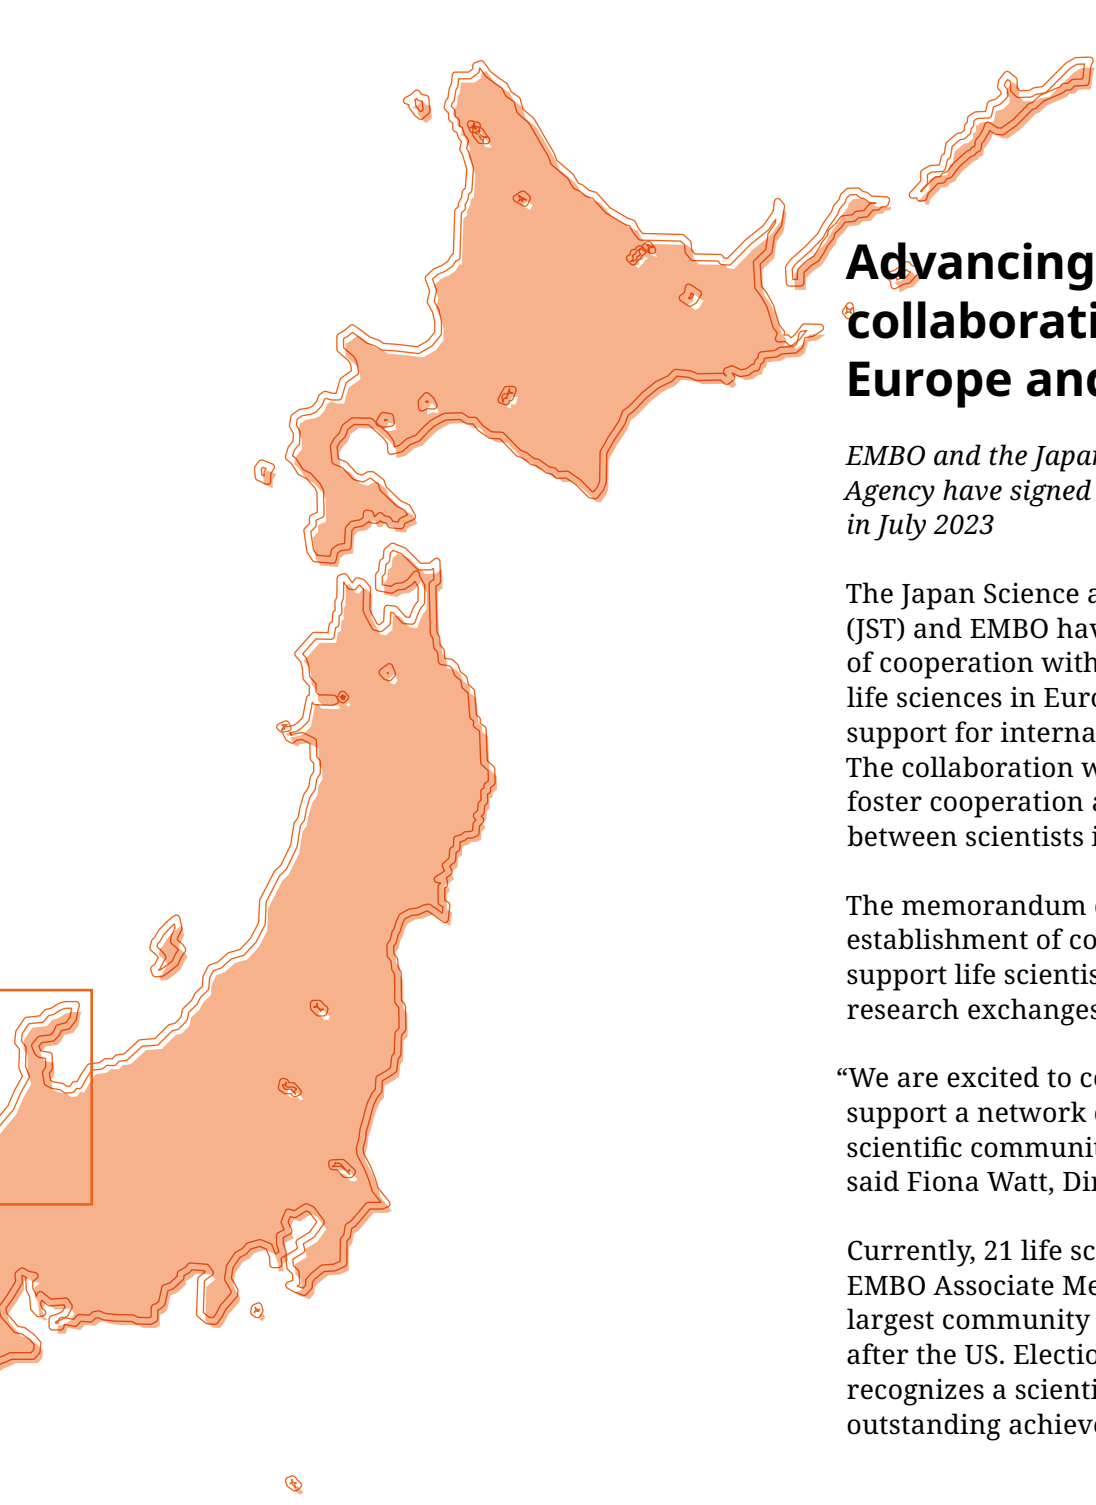 Advancing
collaborati
Europe and
EMBO and the Japan
Agency have signed
in July 2023
The Japan Science a
(JST) and EMBO hav
of cooperation with
life sciences in Euro
support for interna
The collaboration w
foster cooperation a
between scientists i
The memorandum o
establishment of co
support life scientis
research exchanges
“We are excited to co
support a network o
scientific communit
said Fiona Watt, Dir
Currently, 21 life sc
EMBO Associate Me
largest community
after the US. Electio
recognizes a scienti
outstanding achieve